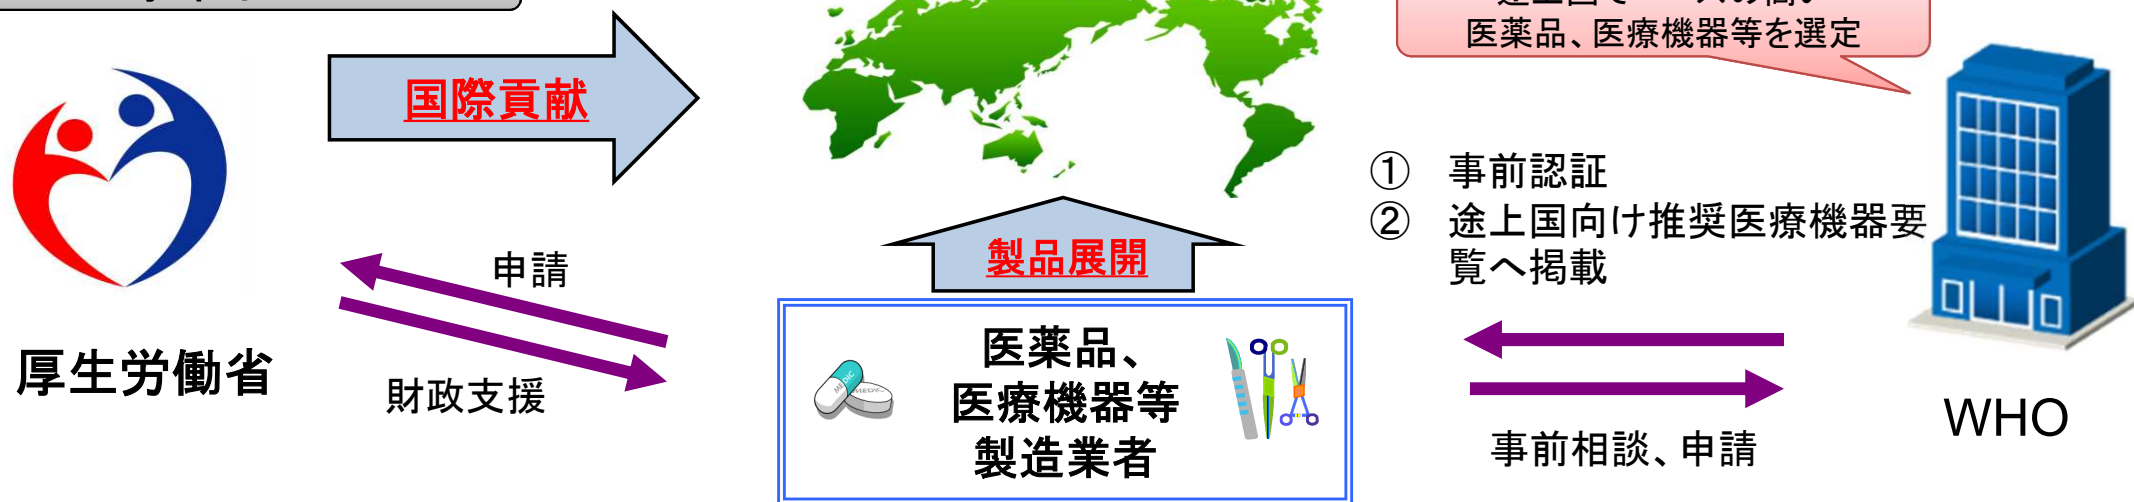 医薬品、医療機器等を選定
国際貢献
① 事前認証
② 途上国向け推奨医療機器要
覧へ掲載
申請
製品展開
厚生労働省
財政支援
医薬品、
医療機器等
製造業者
MEDIC
MEDIC
WHO
事前相談、申請